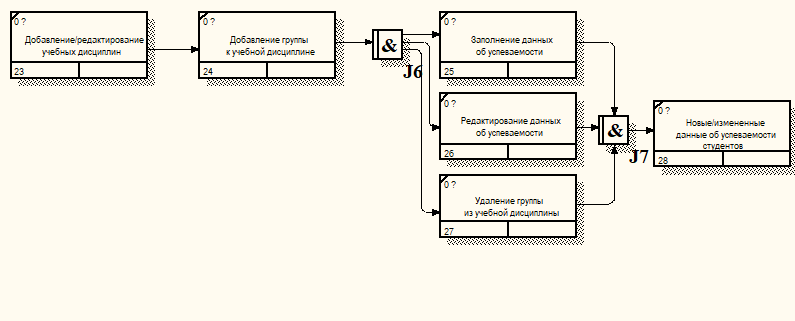 0 ?
Добавление/редактирование
учебных дисциплин
23
0 ?
Добавление группы
к учебной дисциплине
24
&
J6
0 ?
Заполнение данных
об успеваемости
25
0 ?
Редактирование данных
об успеваемости
26
0 ?
Удаление группы
из учебной дисциплины
27
&
J7
0 ?
Новые/измененные
данные об успеваемости
студентов
28